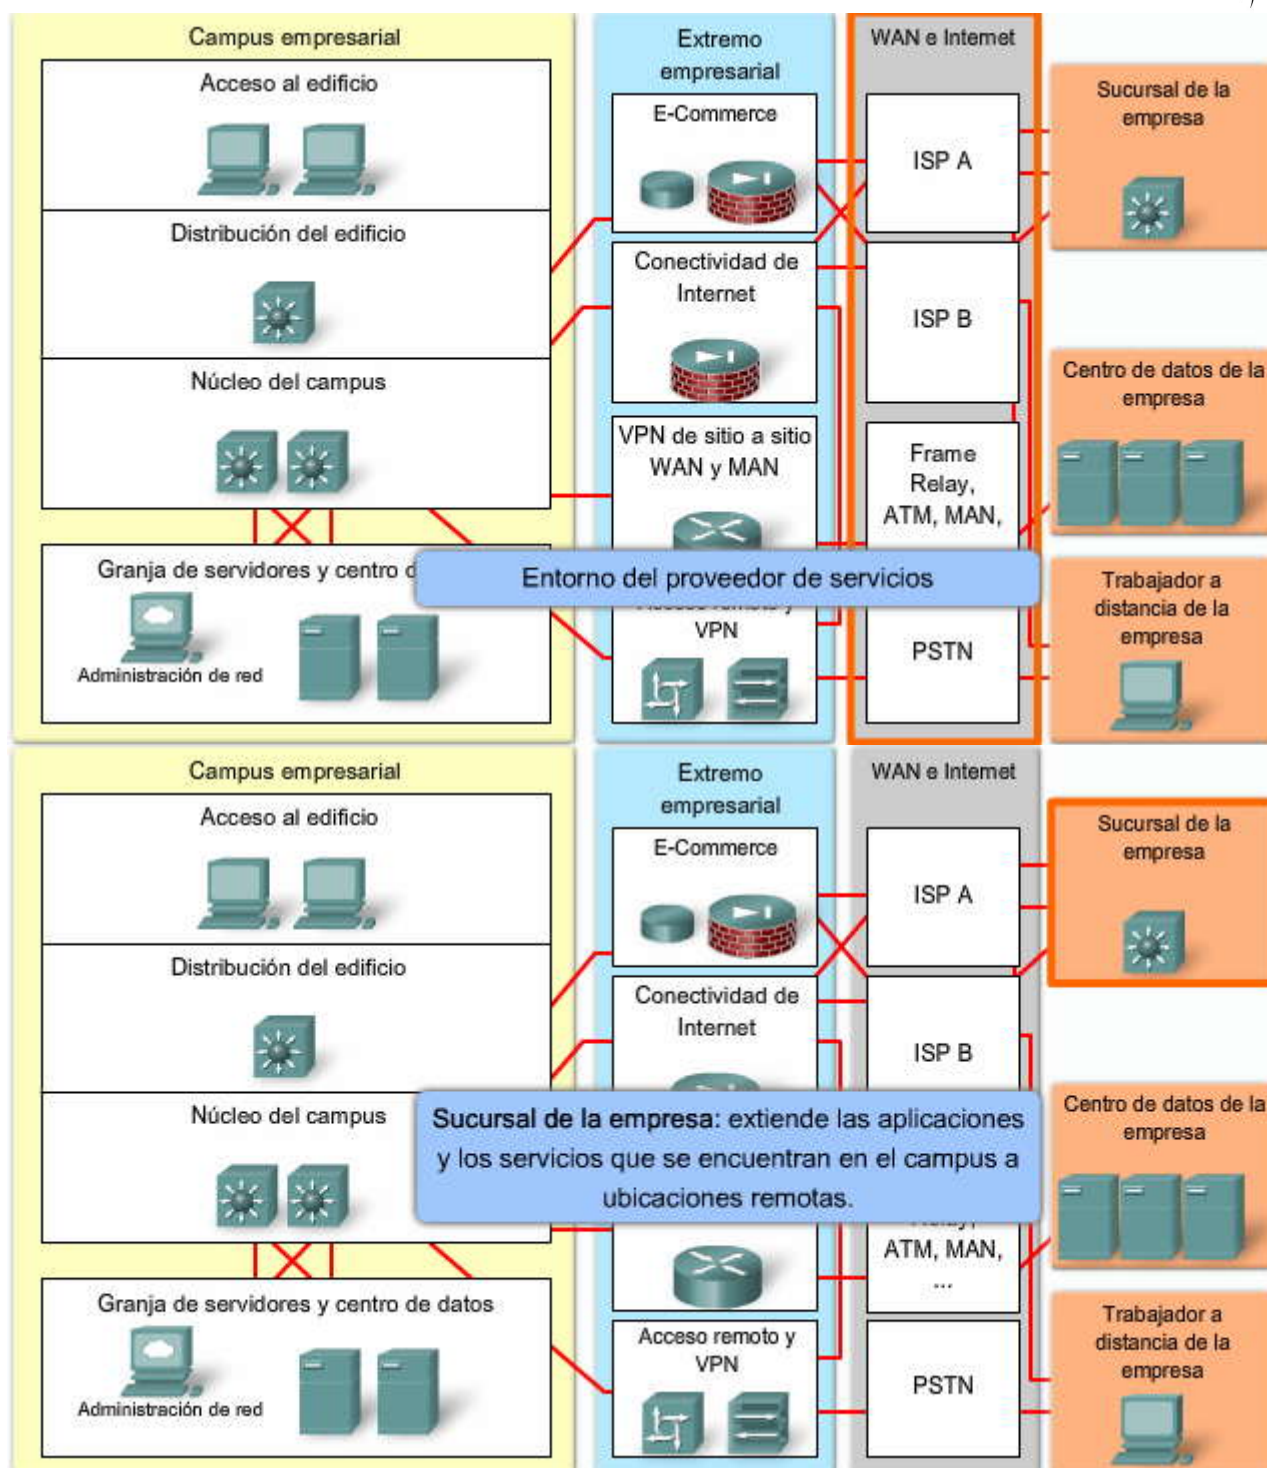 Campus empresarial
Acceso al edificio
Distribución del edificio
Núcleo del campus
Granja de servidores y centro d
Administración de red
Extremo
empresarial
E-Commerce
Conectividad de
Internet
VPN de sitio a sitio
WAN y MAN
VPN
WAN e Internet
ISP A
ISP B
Frame
Relay,
ATM, MAN,
PSTN
Entorno del proveedor de servicios
Sucursal de la
empresa
Centro de datos de la
empresa
Trabajador a
distancia de la
empresa
Campus empresarial
Acceso al edificio
Distribución del edificio
Núcleo del campus
Granja de servidores y centro de datos
Administración de red
Extremo
empresarial
E-Commerce
Conectividad de
Internet
Acceso remoto y
VPN
WAN e Internet
ISP A
ISP B
ATM, MAN,
...
PSTN
Sucursal de la empresa: extiende las aplicaciones
y los servicios que se encuentran en el campus a
ubicaciones remotas.
Sucursal de la
empresa
Centro de datos de la
empresa
Trabajador a
distancia de la
empresa